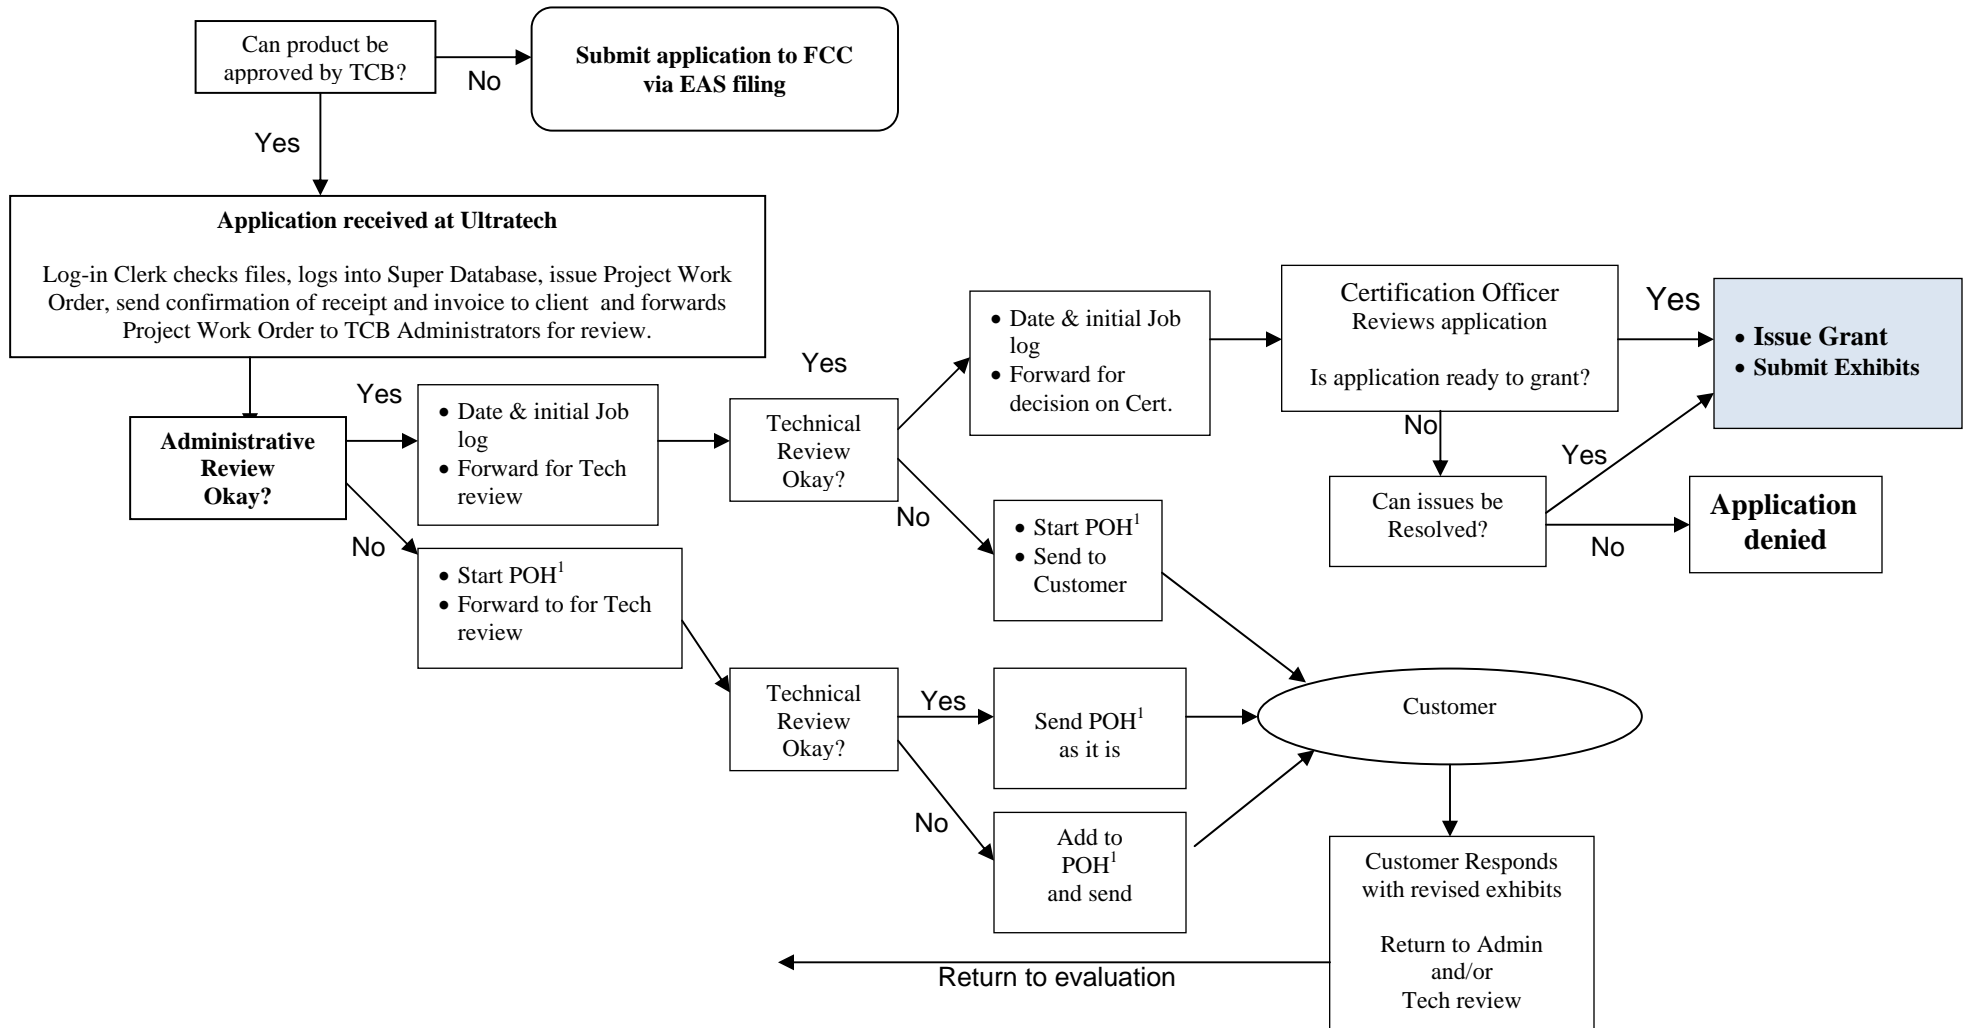 Can product be
approved by TCB?
No
Submit application to FCC
via EAS filing
Yes
Application received at Ultratech
Log-in Clerk checks files, logs into Super Database, issue Project Work
Order, send confirmation of receipt and invoice to client and forwards
Project Work Order to TCB Administrators for review.
Administrative
Review
Okay?
Yes
• Date & initial Job
log
• Forward for Tech
review
No
• Start POH¹
• Forward to for Tech
review
Technical
Review
Okay?
Yes
• Date & initial Job
log
• Forward for
decision on Cert.
No
• Start POH¹
• Send to
Customer
Certification Officer
Reviews application
Is application ready to grant?
Yes
• Issue Grant
• Submit Exhibits
No
Can issues be
Resolved?
Yes
No
Application
denied
Technical
Review
Okay?
Yes
Send POH¹
as it is
No
Add to
POH¹
and send
Customer
Customer Responds
with revised exhibits
Return to Admin
and/or
Tech review
Return to evaluation